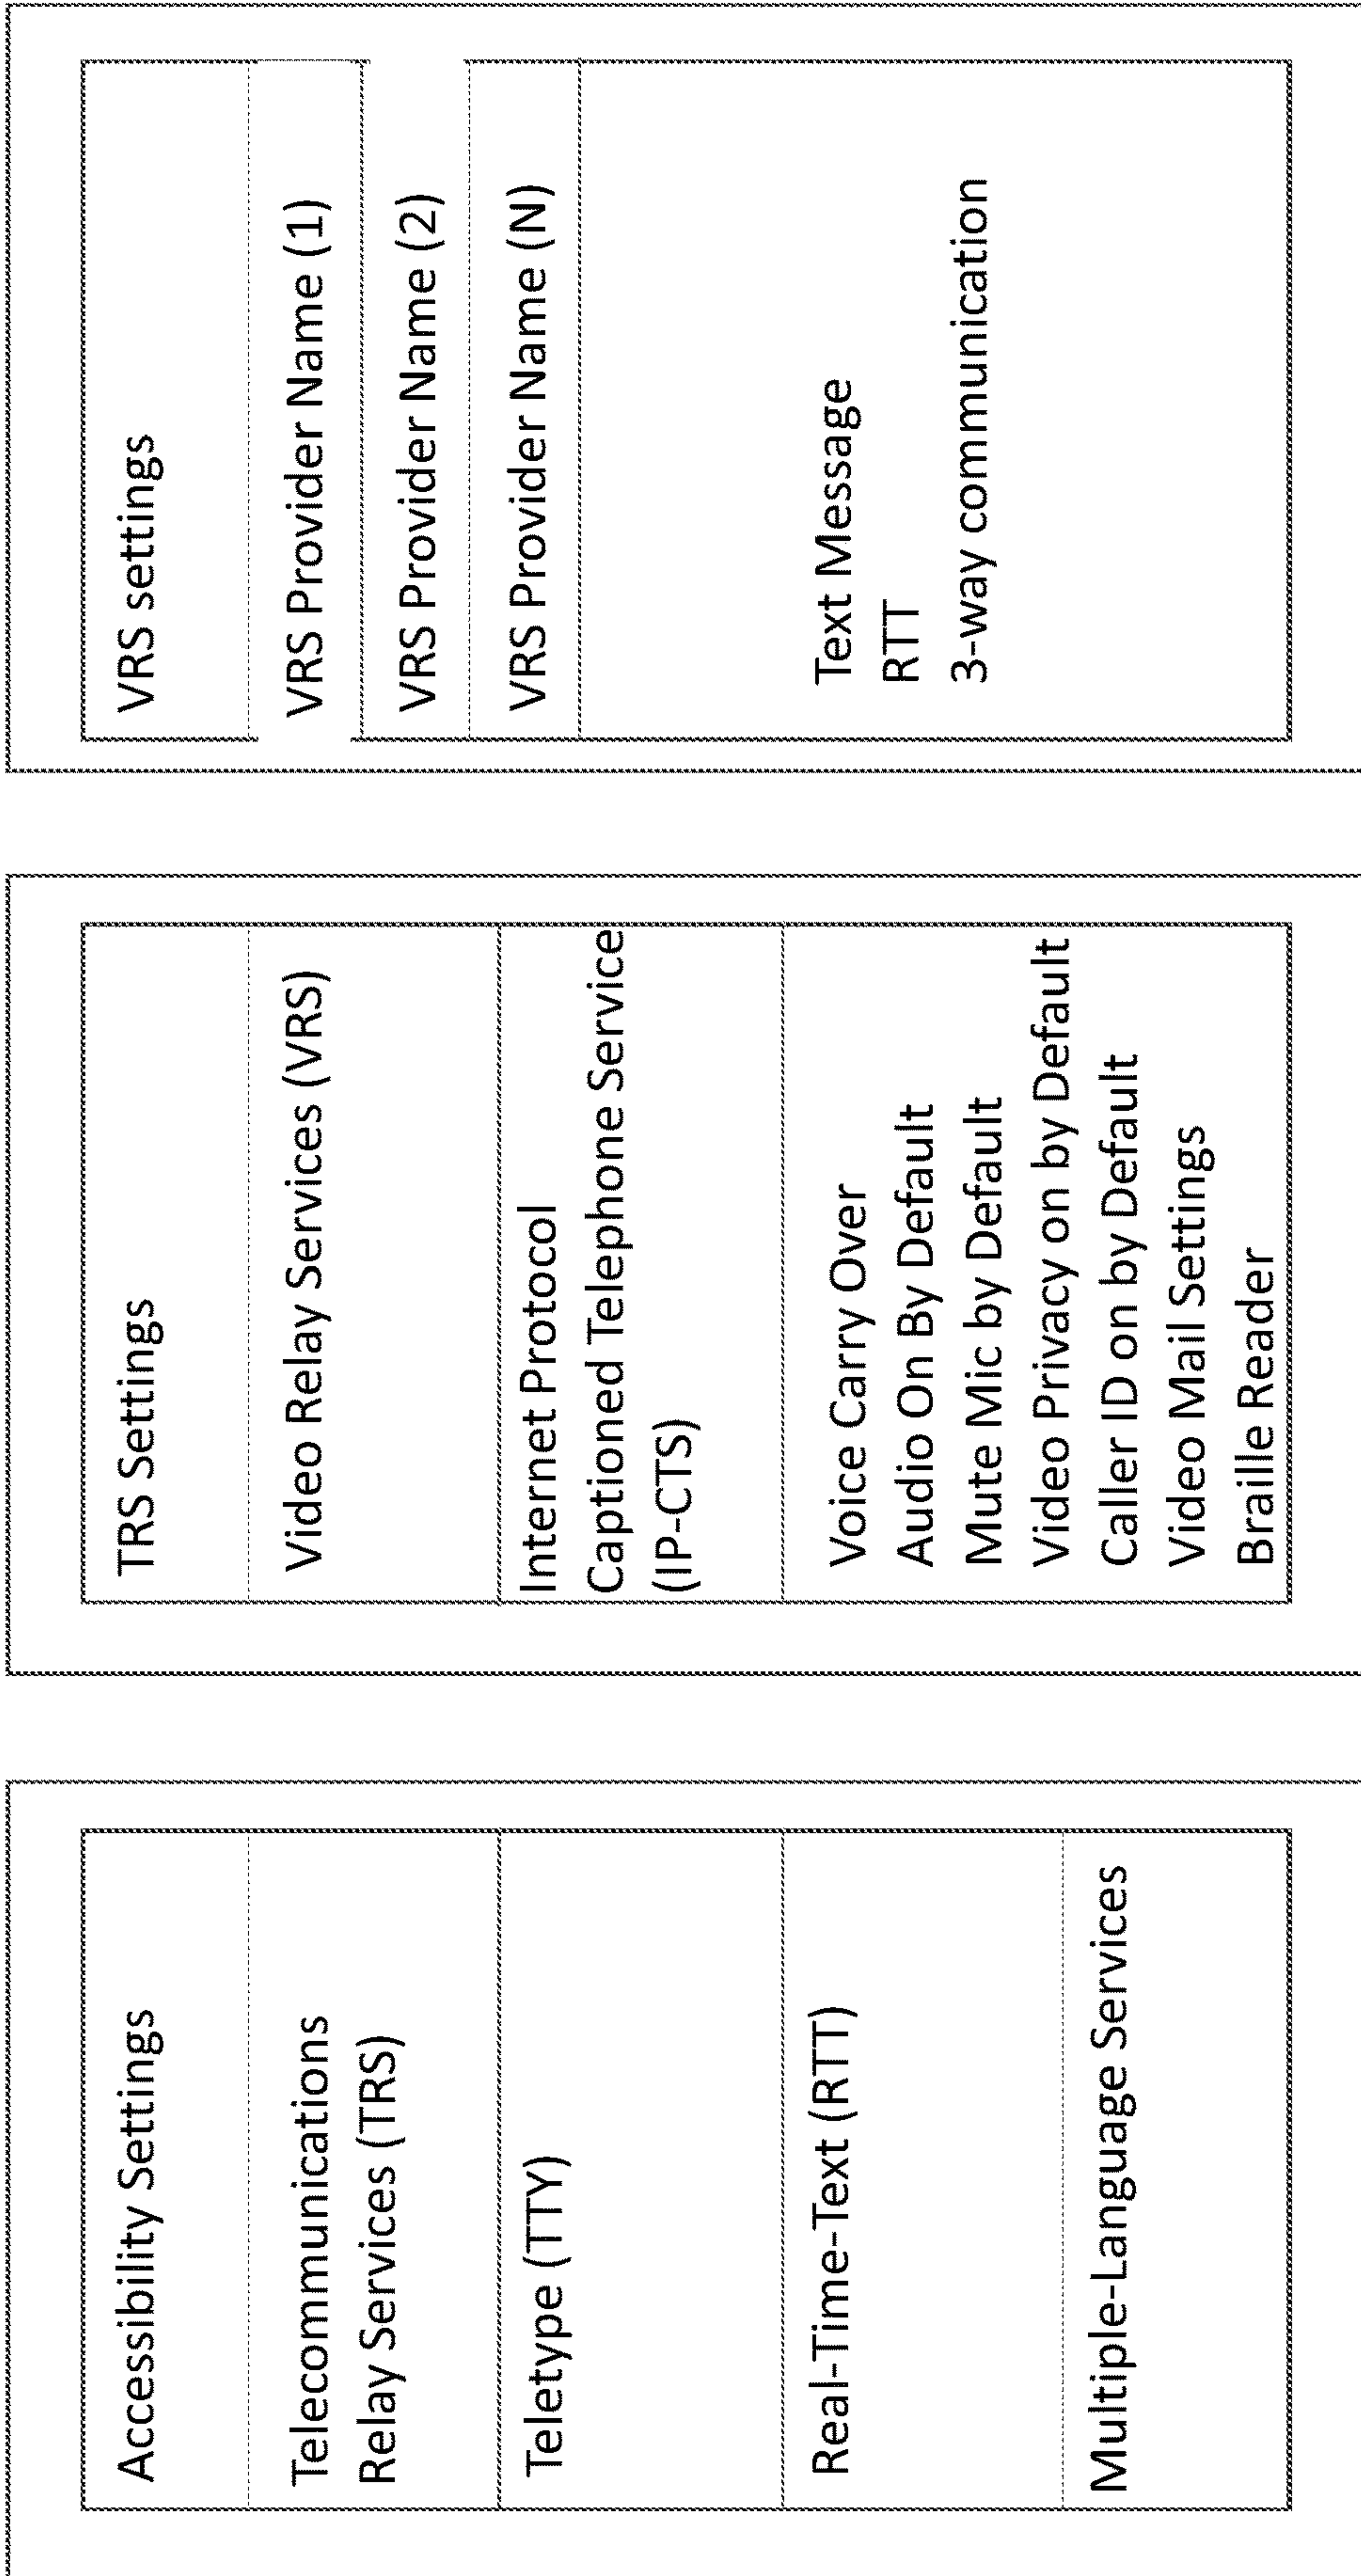 Accessibility Settings
Telecommunications
Relay Services (TRS)
Teletype (TTY)
Real-Time-Text (RTT)
Multiple-Language Services
TRS Settings
Video Relay Services (VRS)
Internet Protocol
Captioned Telephone Service
(IP-CTS)
Voice Carry Over
Audio On By Default
Mute Mic by Default
Video Privacy on by Default
Caller ID on by Default
Video Mail Settings
Braille Reader
VRS settings
VRS Provider Name (1)
VRS Provider Name (2)
VRS Provider Name (N)
Text Message
RTT
3-way communication